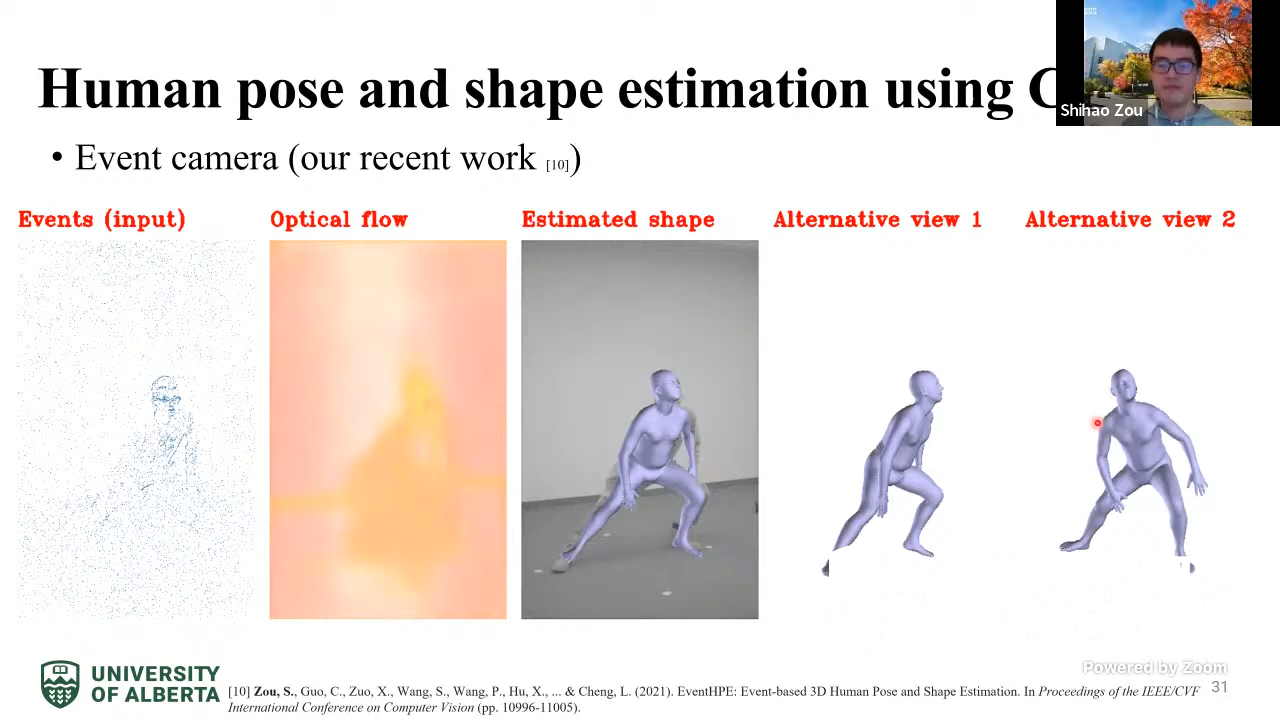 Human pose and shape estimation using
Shihao Zou
• Event camera (our recent work [10])
Events (input)
Optical flow
Estimated shape
Alternative view 1
Alternative view 2
UNIVERSITY
OF ALBERTA
Powered by Zoom
[10] Zou, S., Guo, C., Zuo, X., Wang, S., Wang, P., Hu, X., ... & Cheng, L. (2021). EventHPE: Event-based 3D Human Pose and Shape Estimation. In Proceedings of the IEEE/CVF
International Conference on Computer Vision (pp. 10996-11005).
31